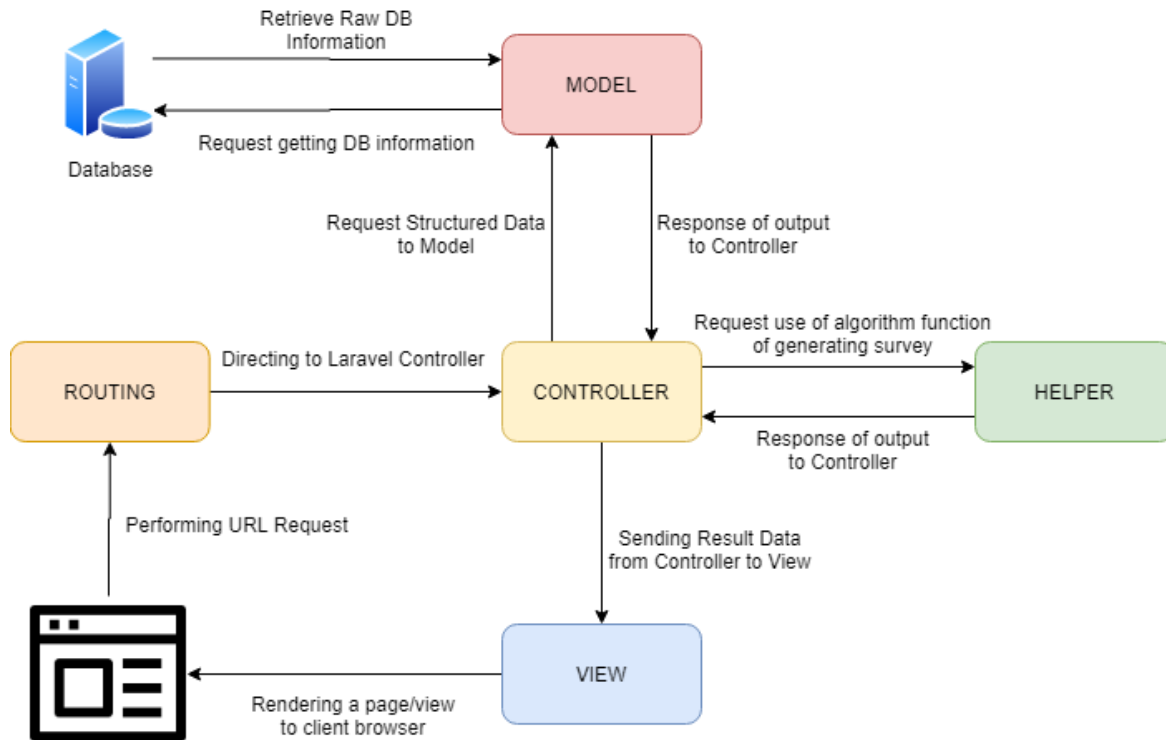 Retrieve Raw DB
Information
MODEL
Request getting DB information
Database
Request Structured Data
to Model
Response of output
to Controller
Request use of algorithm function
of generating survey
Directing to Laravel Controller
ROUTING
CONTROLLER
HELPER
Response of output
to Controller
Performing URL Request
Sending Result Data
from Controller to View
VIEW
Rendering a page/view
to client browser